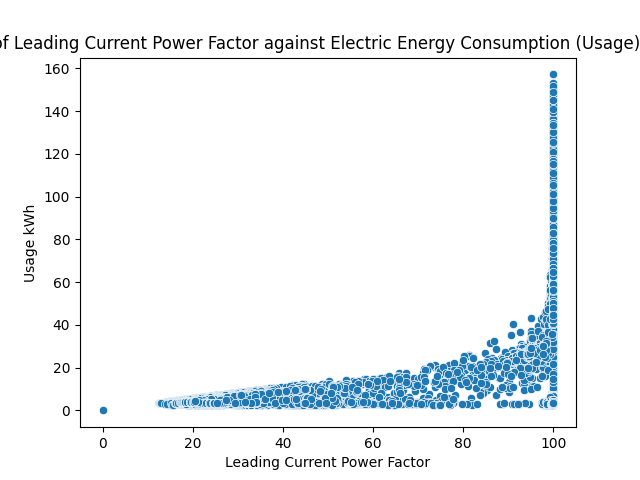 of Leading Current Power Factor against Electric Energy Consumption (Usage)
160
140
120
100
80
60
40
20
0
Usage kWh
0 20 40 60 80 100
Leading Current Power Factor